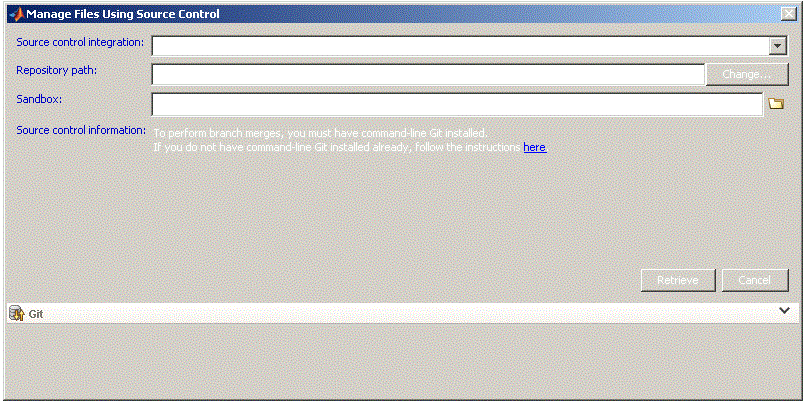 Manage Files Using Source Control
Source control integration:
Repository path:
Change...
Sandbox:
Source control information:
To perform branch merges, you must have command-line Git installed.
If you do not have command-line Git installed already, follow the instructions here
Retrieve
Cancel
Git